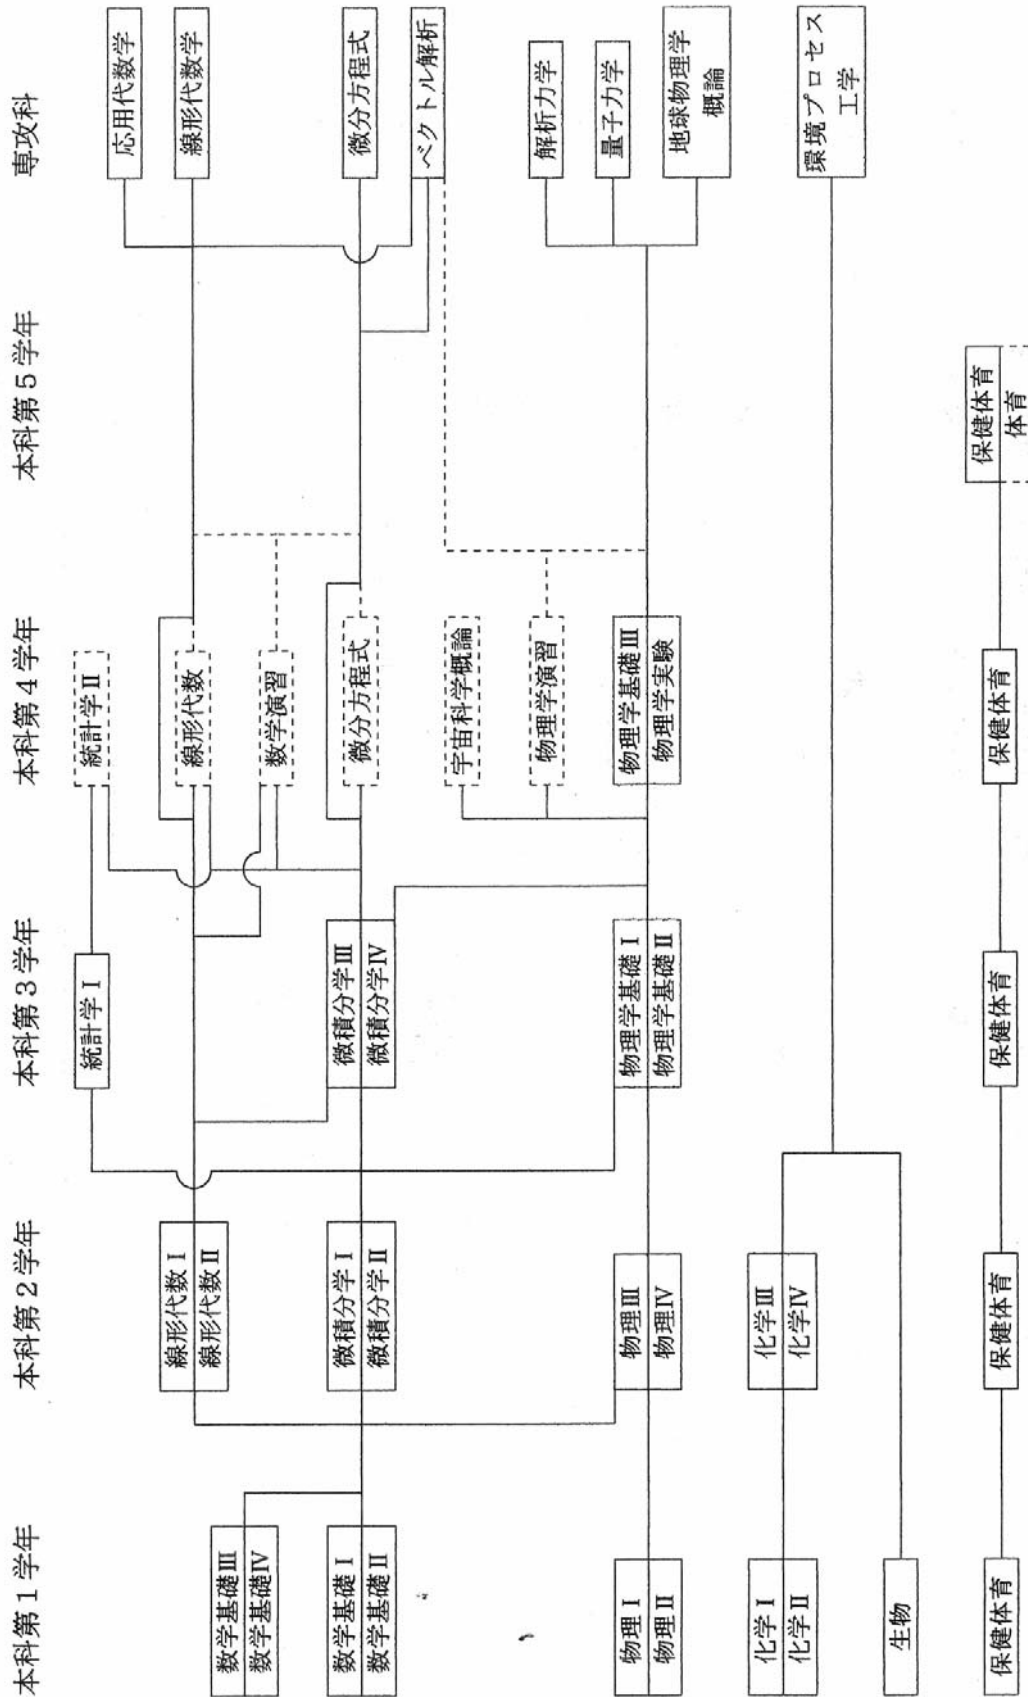 本科第1学年
本科第2学年
本科第3学年
本科第4学年
本科第5学年
専攻科
統計学Ⅰ
統計学Ⅱ
応用代数学
線形代数Ⅰ
線形代数Ⅱ
線形代数
線形代数学
数学基礎Ⅲ
数学基礎Ⅳ
数学演習
数学基礎Ⅰ
数学基礎Ⅱ
微積分学Ⅰ
微積分学Ⅱ
微積分学Ⅲ
微積分学Ⅳ
微分方程式
微分方程式
ベクトル解析
宇宙科学概論
物理学演習
解析力学
量子力学
物理Ⅰ
物理Ⅱ
物理Ⅲ
物理Ⅳ
物理学基礎Ⅰ
物理学基礎Ⅱ
物理学基礎Ⅲ
物理学実験
地球物理学
概論
化学Ⅰ
化学Ⅱ
化学Ⅲ
化学Ⅳ
環境プロセス
工学
生物
保健体育
保健体育
保健体育
保健体育
保健体育
体育